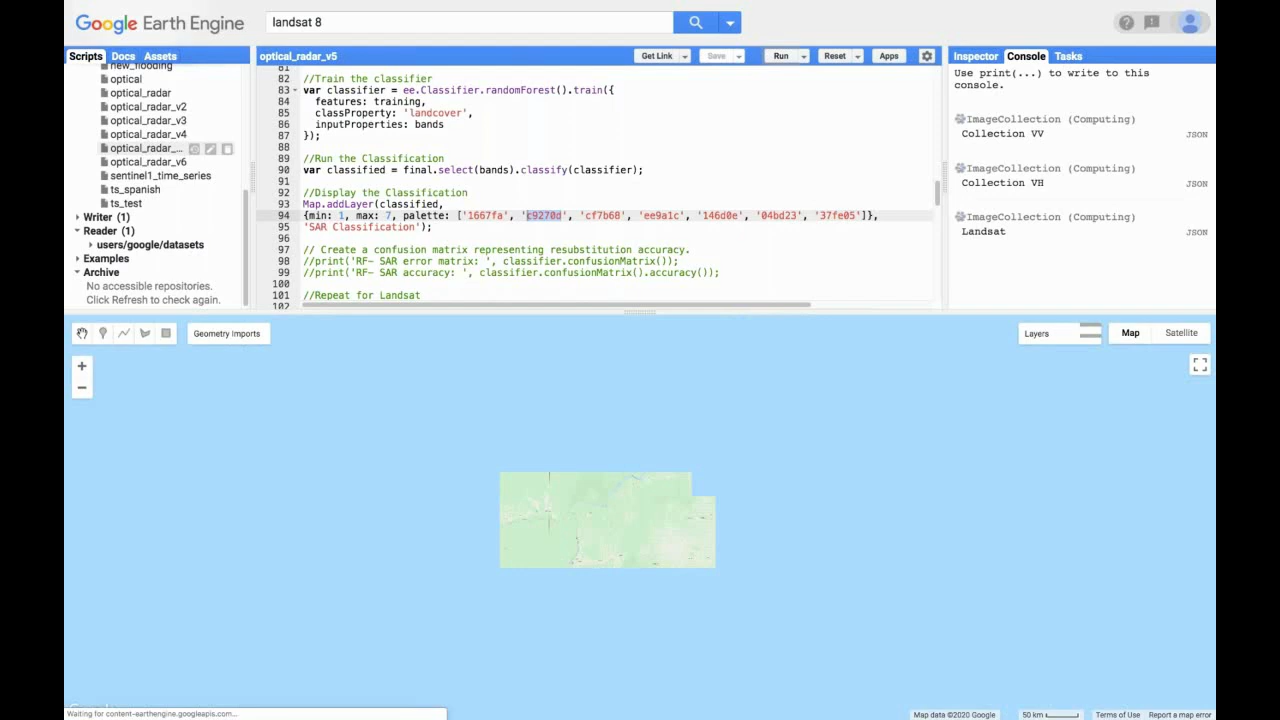 Google Earth Engine
landsat 8
Scripts Docs Assets
new_flooding
optical
optical_radar
optical_radar_v2
optical_radar_v3
optical_radar_v4
optical_radar_...
optical_radar_v6
sentinel1_time_series
ts_spanish
ts_test
Writer (1)
Reader (1)
users/google/datasets
Examples
Archive
No accessible repositories.
Click Refresh to check again.
optical_radar_v5
Get Link Save Run Reset Apps
81
82 //Train the classifier
83 var classifier = ee.Classifier.randomForest().train({
84 features: training,
85 classProperty: 'landcover',
86 inputProperties: bands
87 });
88
89 //Run the Classification
90 var classified = final.select(bands).classify(classifier);
91
92 //Display the Classification
93 Map.addLayer(classified,
94 {min: 1, max: 7, palette: ['1667fa', 'c9270d', 'cf7b68', 'ee9a1c', '146d0e', '04bd23', '37fe05']},
95 'SAR Classification');
96
97 // Create a confusion matrix representing resubstitution accuracy.
98 //print('RF- SAR error matrix: ', classifier.confusionMatrix());
99 //print('RF- SAR accuracy: ', classifier.confusionMatrix().accuracy());
100
101 //Repeat for Landsat
102
Inspector Console Tasks
Use print(...) to write to this
console.
ImageCollection (Computing)
Collection VV JSON
ImageCollection (Computing)
Collection VH JSON
ImageCollection (Computing)
Landsat JSON
Geometry Imports
Layers
Map Satellite
+
−
Waiting for content-earthengine.googleapis.com...
Map data ©2020 Google 50 km Terms of Use Report a map error